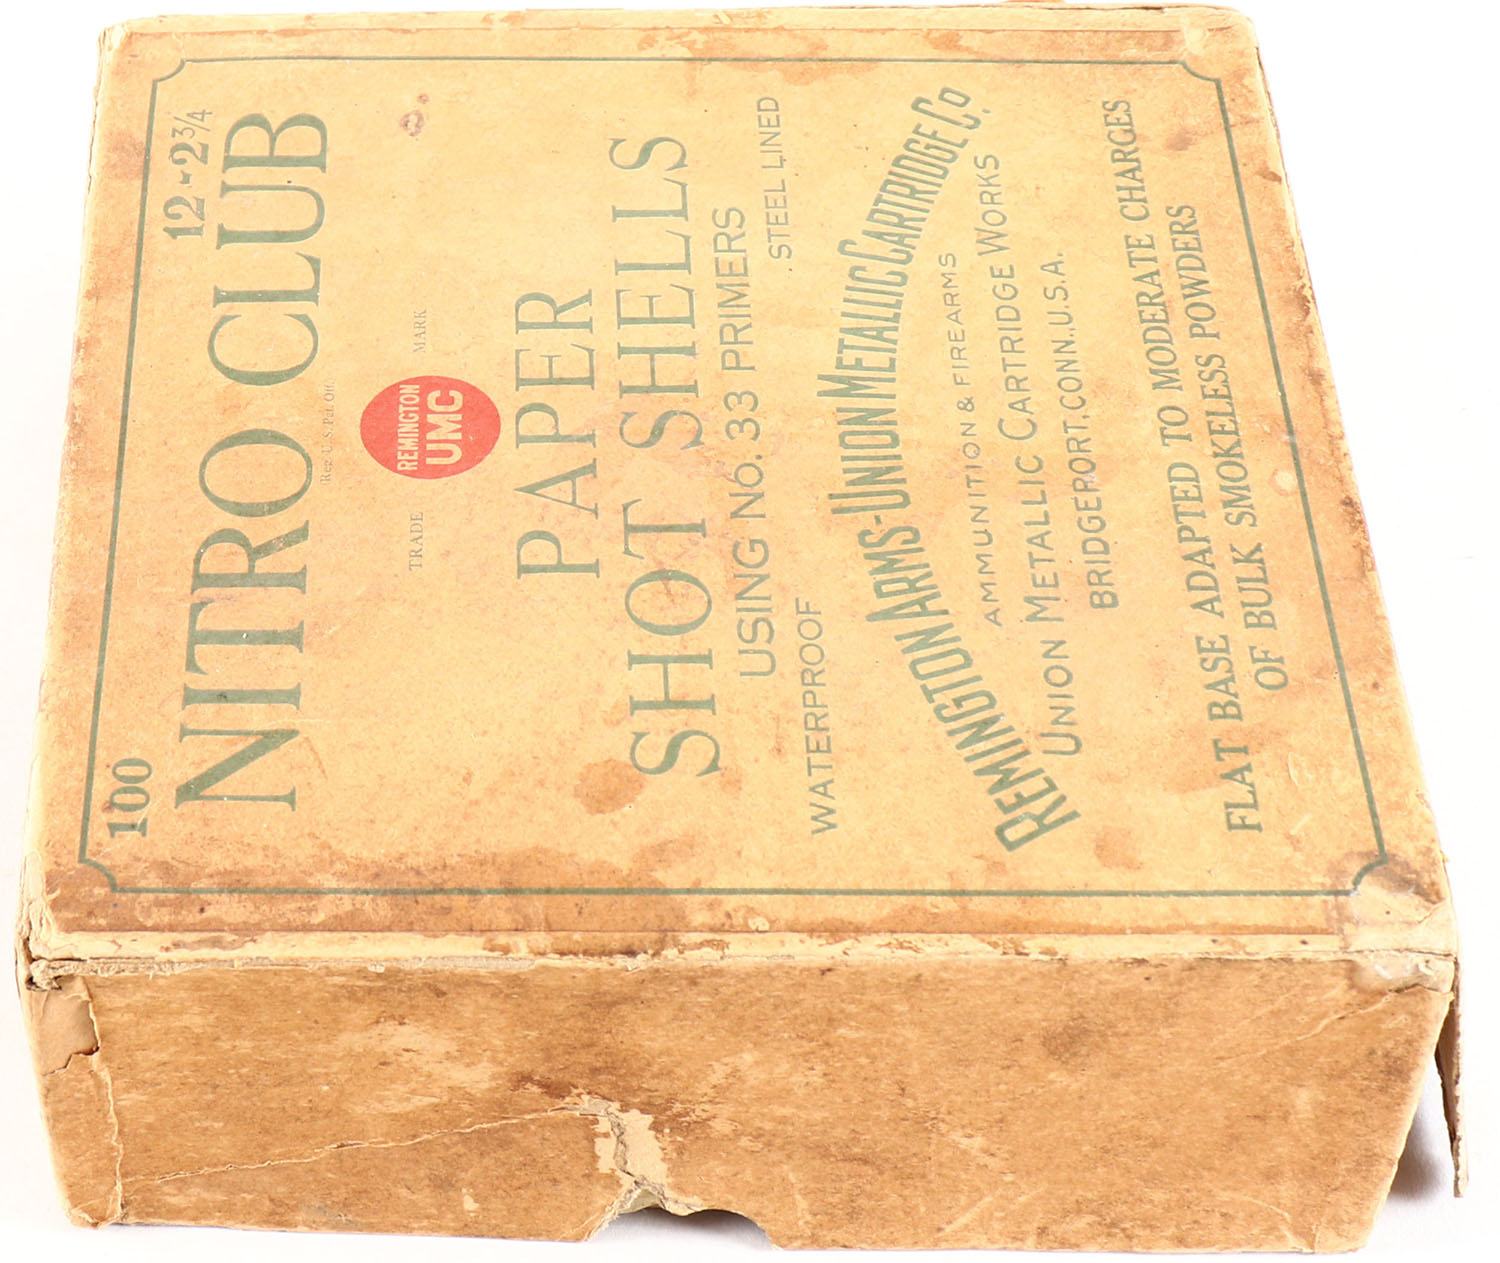 100 12-2¾
NITRO CLUB
(Reg. U.S. Pat. Off.
TRADE MARK
REMINGTON
UMC
PAPER
SHOT SHELLS
USING No. 33 PRIMERS
WATERPROOF STEEL LINED
REMINGTON ARMS-UNION METALLIC CARTRIDGE Co
AMMUNITION & FIREARMS
UNION METALLIC CARTRIDGE WORKS
BRIDGEPORT, CONN., U.S.A.
FLAT BASE ADAPTED TO MODERATE CHARGES
OF BULK SMOKELESS POWDERS